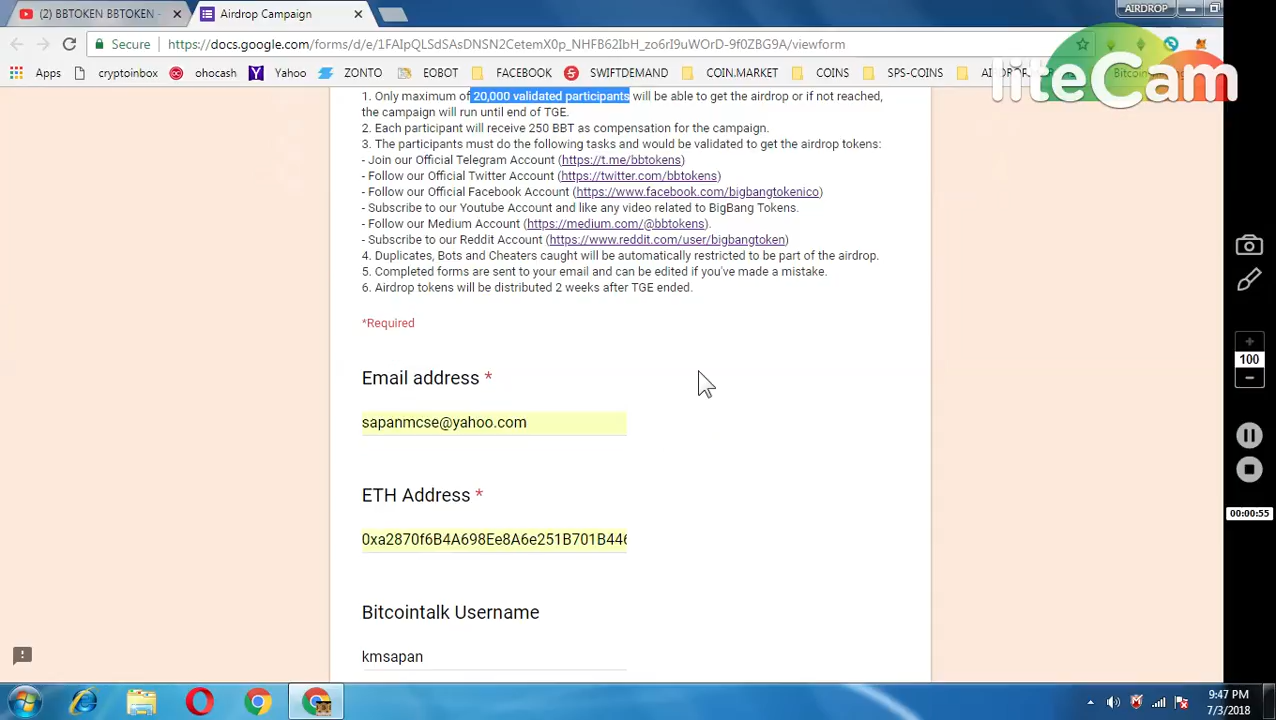 (2) BBTOKEN BBTOKEN -
Airdrop Campaign
AIRDROP
Secure
https://docs.google.com/forms/d/e/1FAIpQLSdSAsDNSN2CetemX0p_NHFB62IbH_zo6rI9uWOrD-9f0ZBG9A/viewform
Apps
cryptoinbox
ohocash
Yahoo
ZONTO
EOBOT
FACEBOOK
SWIFTDEMAND
COIN.MARKET
COINS
SPS-COINS
liteCam
1. Only maximum of 20,000 validated participants will be able to get the airdrop or if not reached,
the campaign will run until end of TGE.
2. Each participant will receive 250 BBT as compensation for the campaign.
3. The participants must do the following tasks and would be validated to get the airdrop tokens:
- Join our Official Telegram Account (https://t.me/bbtokens)
- Follow our Official Twitter Account (https://twitter.com/bbtokens)
- Follow our Official Facebook Account (https://www.facebook.com/bigbangtokenico)
- Subscribe to our Youtube Account and like any video related to BigBang Tokens.
- Follow our Medium Account (https://medium.com/@bbtokens).
- Subscribe to our Reddit Account (https://www.reddit.com/user/bigbangtoken)
4. Duplicates, Bots and Cheaters caught will be automatically restricted to be part of the airdrop.
5. Completed forms are sent to your email and can be edited if you've made a mistake.
6. Airdrop tokens will be distributed 2 weeks after TGE ended.
*Required
Email address *
sapanmcse@yahoo.com
ETH Address *
0xa2870f6B4A698Ee8A6e251B701B446
Bitcointalk Username
kmsapan
100
00:00:55
9:47 PM
7/3/2018